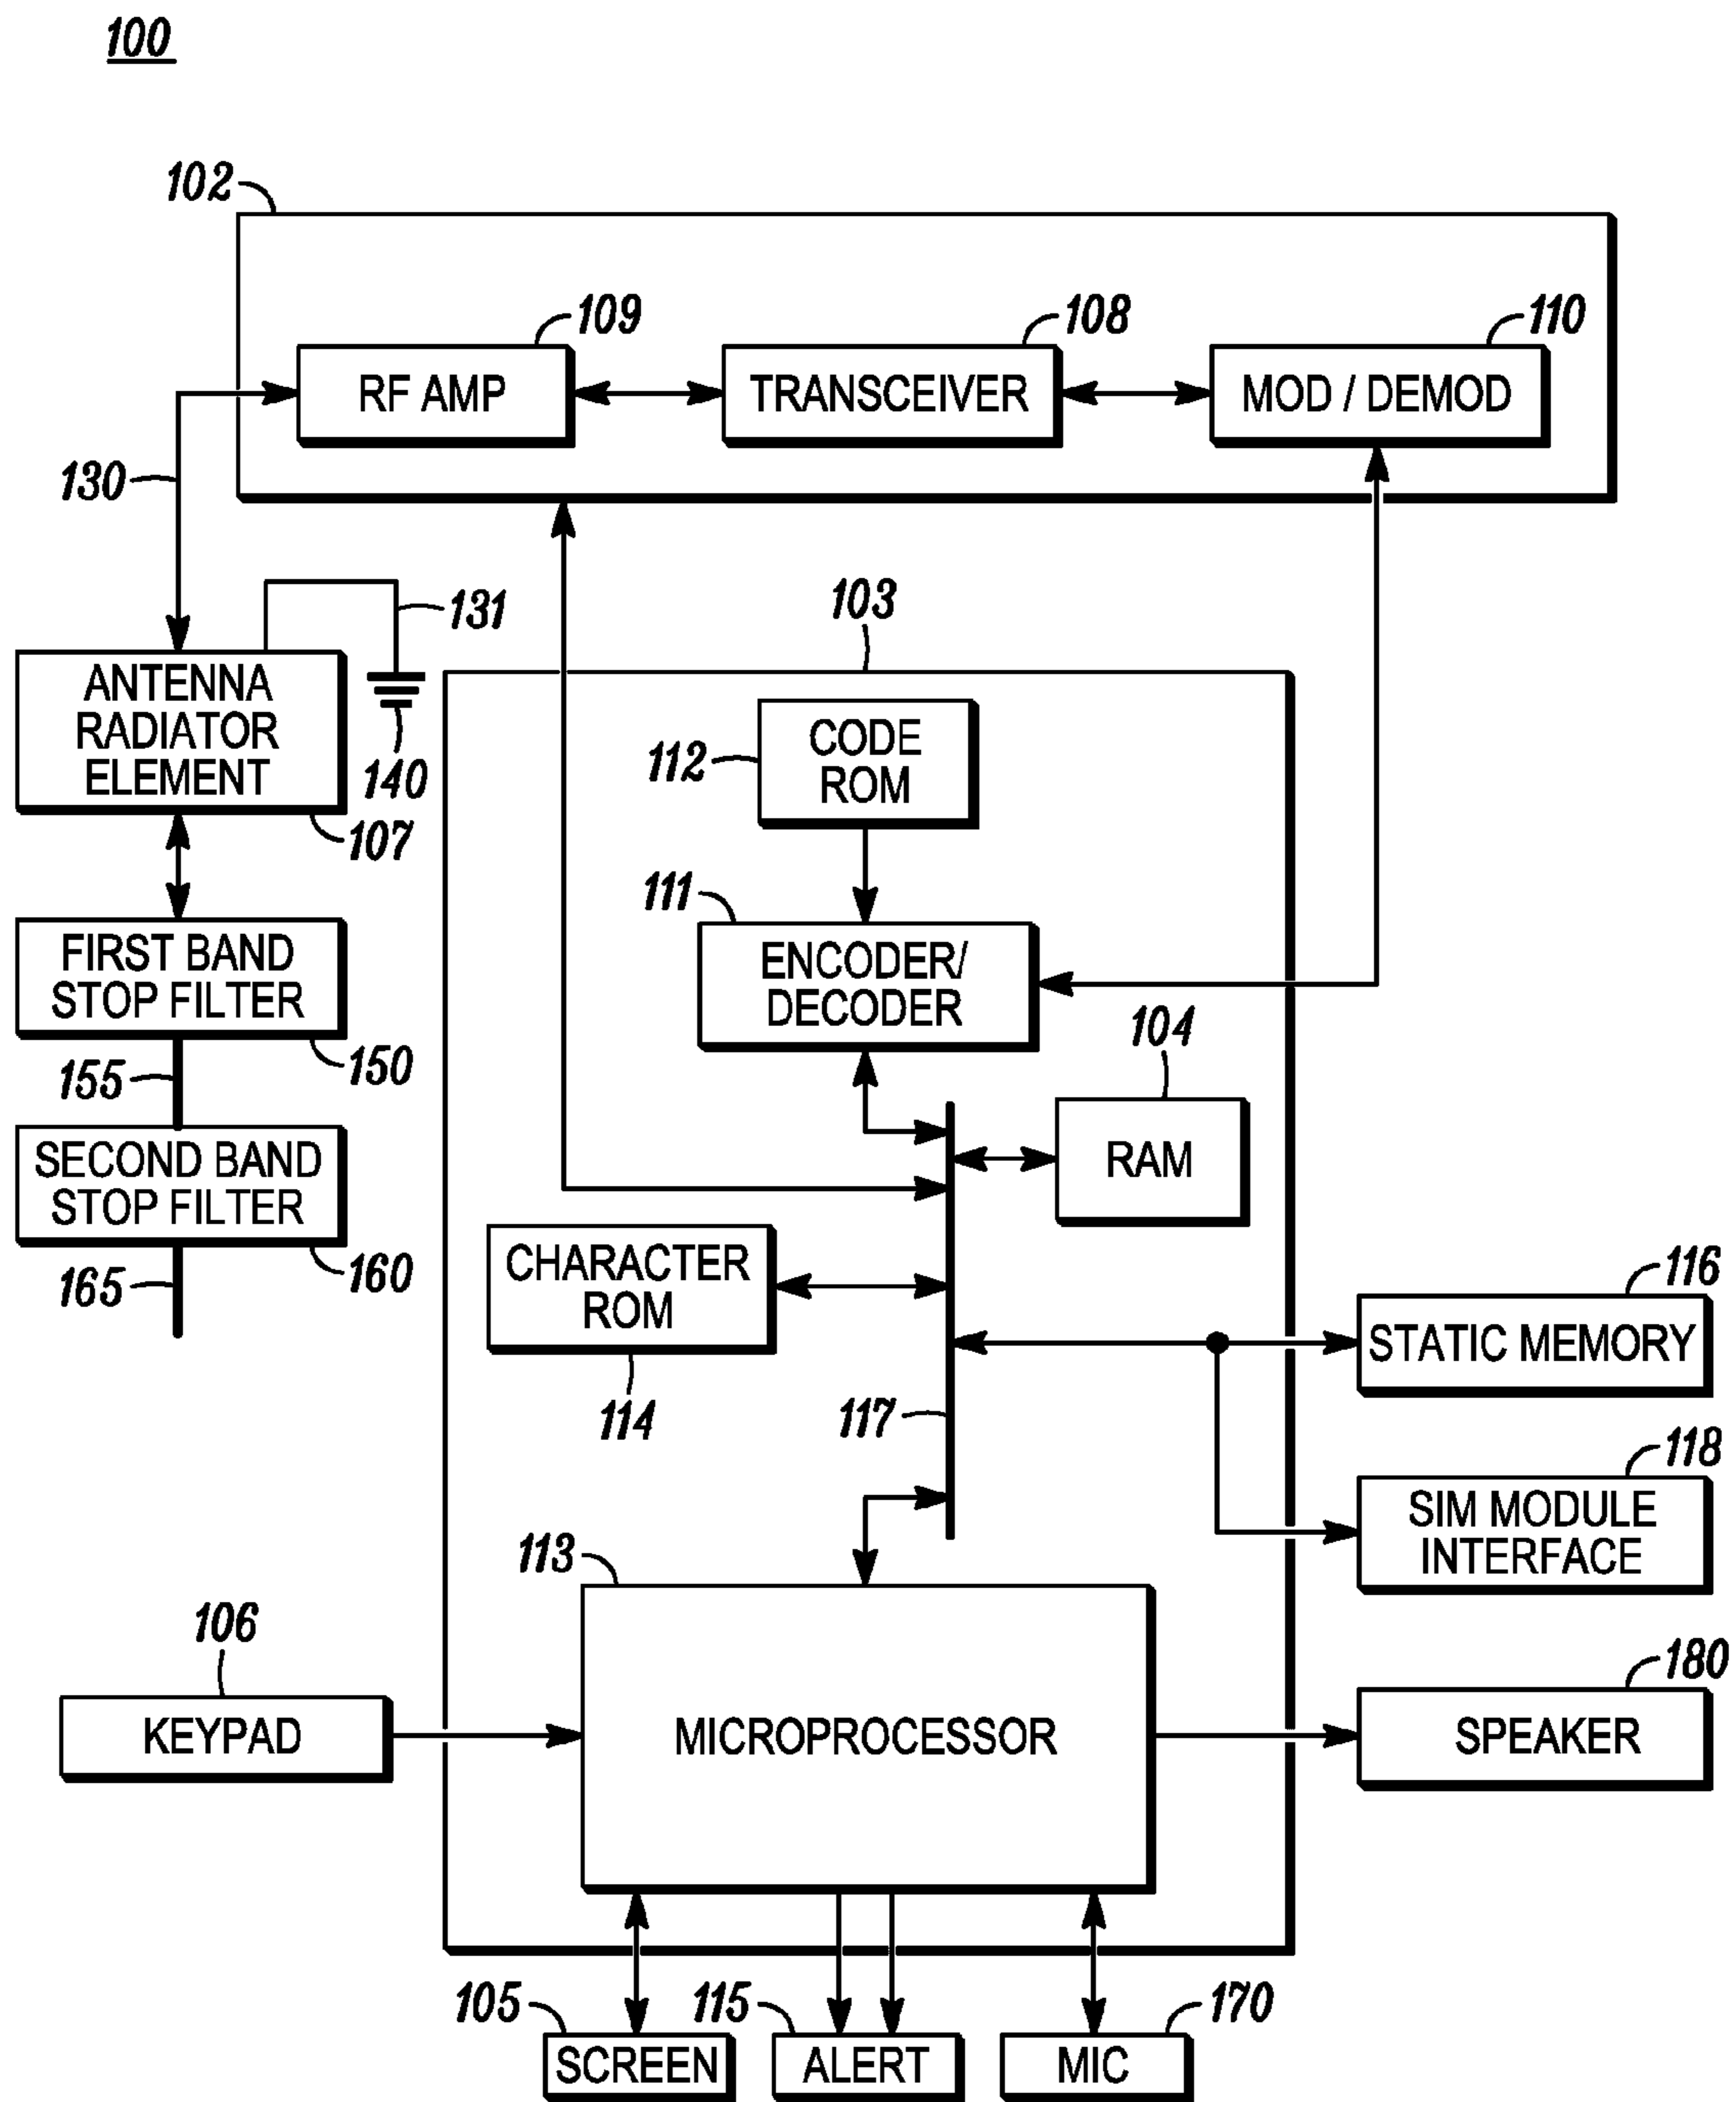 100
102
109
108
110
RF AMP
TRANSCEIVER
MOD / DEMOD
130
131
103
ANTENNA
RADIATOR
ELEMENT
140
107
CODE
ROM
112
111
FIRST BAND
STOP FILTER
150
ENCODER/
DECODER
104
155
RAM
SECOND BAND
STOP FILTER
160
165
CHARACTER
ROM
114
116
STATIC MEMORY
117
118
SIM MODULE
INTERFACE
113
106
KEYPAD
MICROPROCESSOR
180
SPEAKER
105
115
170
SCREEN
ALERT
MIC